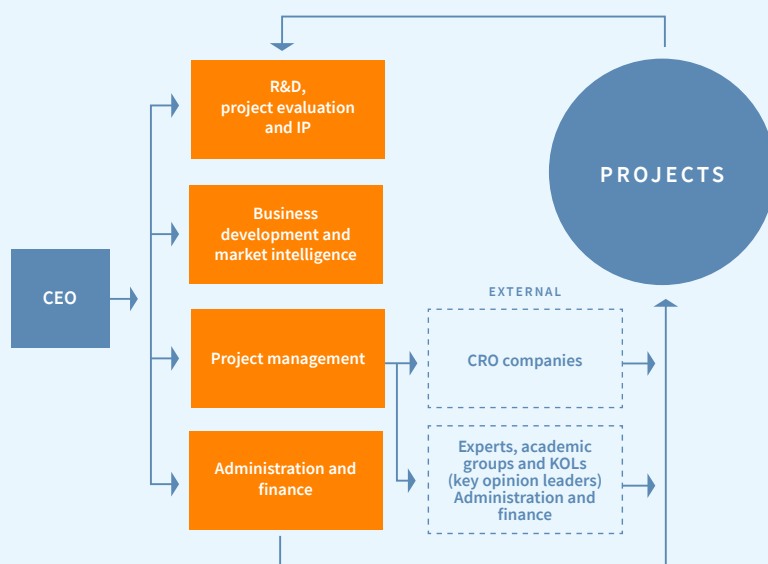 R&D,
project evaluation
and IP
PROJECTS
Business
development and
market intelligence
CEO
EXTERNAL
Project management
CRO companies
Administration and
finance
Experts, academic
groups and KOLs
(key opinion leaders)
Administration and
finance